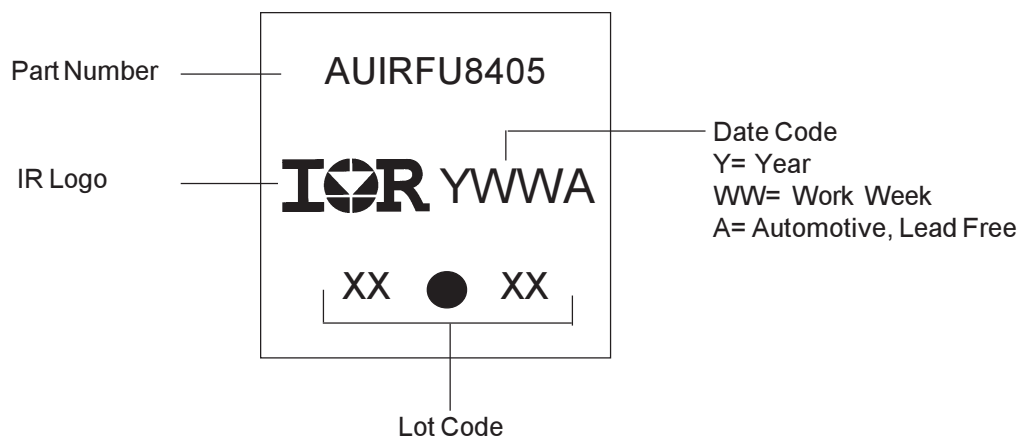 Part Number
AUIRFU8405
IR Logo
IOR YWWA
Date Code
Y= Year
WW= Work Week
A= Automotive, Lead Free
XX ● XX
Lot Code